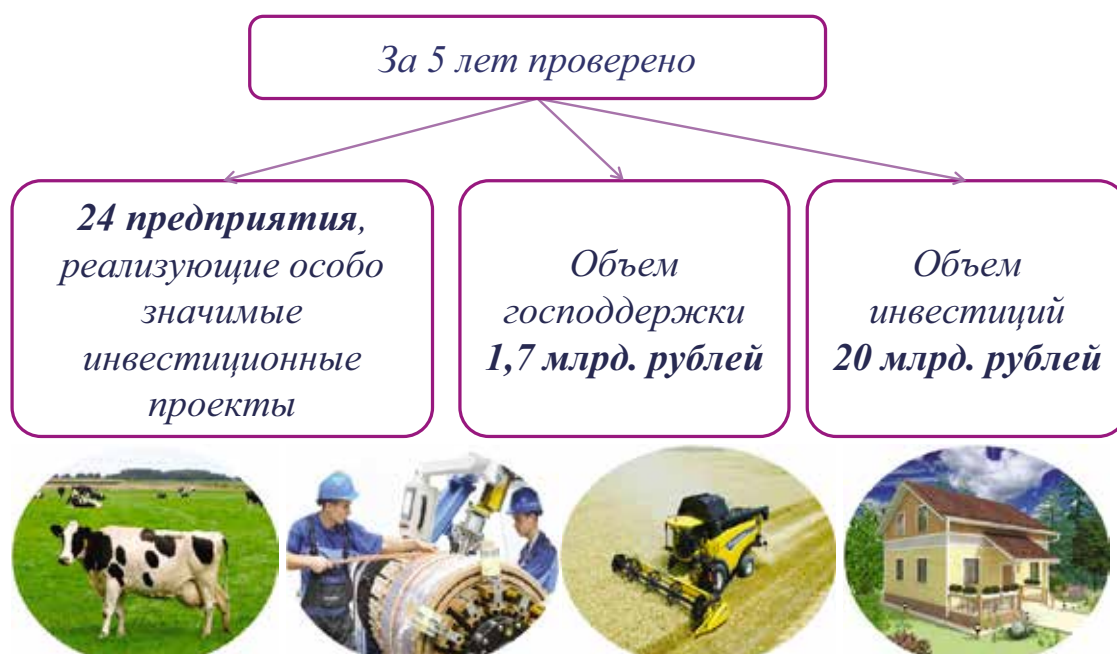 За 5 лет проверено
24 предприятия,
реализующие особо
значимые
инвестиционные
проекты
Объем
господдержки
1,7 млрд. рублей
Объем
инвестиций
20 млрд. рублей